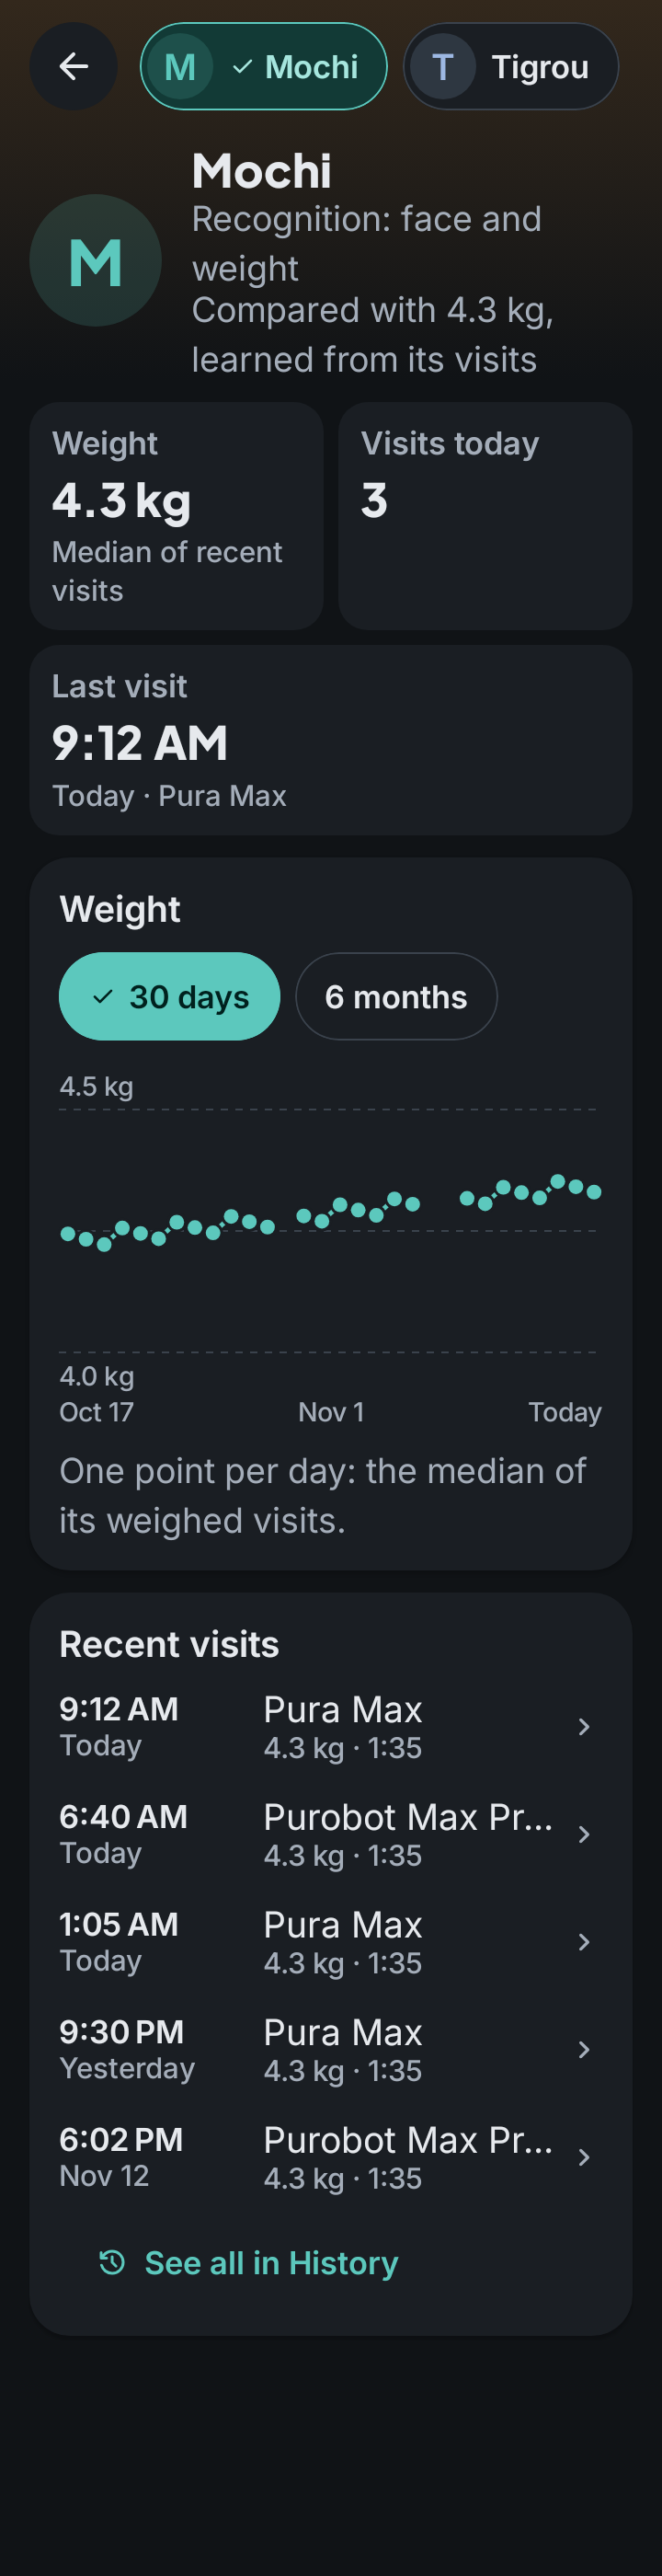 M ✓ Mochi T Tigrou
Mochi
M
Recognition: face and
weight
Compared with 4.3 kg,
learned from its visits
Weight
4.3 kg
Median of recent
visits
Visits today
3
Last visit
9:12 AM
Today · Pura Max
Weight
✓ 30 days 6 months
4.5 kg
4.0 kg
Oct 17 Nov 1 Today
One point per day: the median of
its weighed visits.
Recent visits
9:12 AM Pura Max
Today 4.3 kg · 1:35
6:40 AM Purobot Max Pr...
Today 4.3 kg · 1:35
1:05 AM Pura Max
Today 4.3 kg · 1:35
9:30 PM Pura Max
Yesterday 4.3 kg · 1:35
6:02 PM Purobot Max Pr...
Nov 12 4.3 kg · 1:35
See all in History